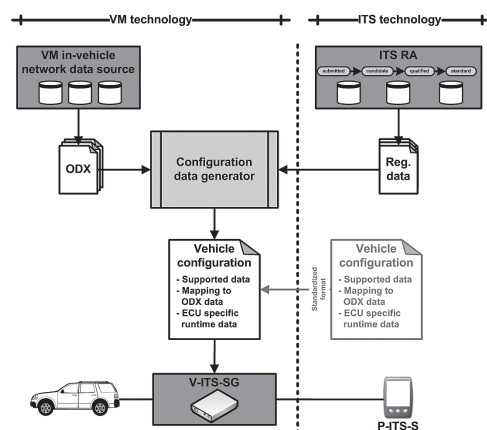 VM technology
ITS technology
VM in-vehicle
network data source
ITS RA
submitted
candidate
qualified
standard
ODX
Configuration
data generator
Reg.
data
Vehicle
configuration
- Supported data
- Mapping to
ODX data
- ECU specific
runtime data
Standardized
format
Vehicle
configuration
- Supported data
- Mapping to
ODX data
- ECU specific
runtime data
V-ITS-SG
P-ITS-S